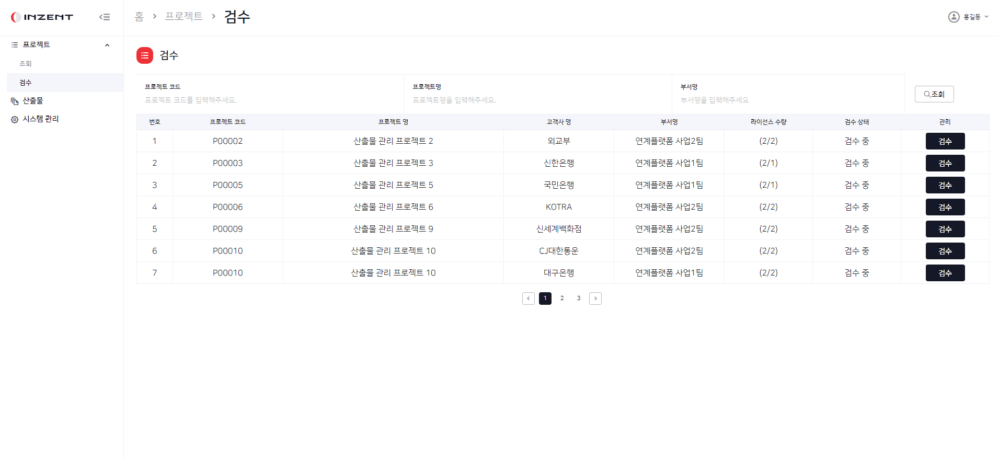 INZENT
홈 > 프로젝트 > 검수
홍길동
프로젝트
조회
검수
산출물
시스템 관리
검수
프로젝트 코드 프로젝트명 부서명
프로젝트 코드를 입력해주세요. 프로젝트명을 입력해주세요. 부서명을 입력해주세요
조회
번호 프로젝트 코드 프로젝트 명 고객사 명 부서명 라이선스 수량 검수 상태 관리
1 P00002 산출물 관리 프로젝트 2 외교부 연계플랫폼 사업2팀 (2/2) 검수 중 검수
2 P00003 산출물 관리 프로젝트 3 신한은행 연계플랫폼 사업1팀 (2/1) 검수 중 검수
3 P00005 산출물 관리 프로젝트 5 국민은행 연계플랫폼 사업1팀 (2/1) 검수 중 검수
4 P00006 산출물 관리 프로젝트 6 KOTRA 연계플랫폼 사업2팀 (2/2) 검수 중 검수
5 P00009 산출물 관리 프로젝트 9 신세계백화점 연계플랫폼 사업2팀 (2/2) 검수 중 검수
6 P00010 산출물 관리 프로젝트 10 CJ대한통운 연계플랫폼 사업2팀 (2/2) 검수 중 검수
7 P00010 산출물 관리 프로젝트 10 대구은행 연계플랫폼 사업1팀 (2/2) 검수 중 검수
< 1 2 3 >